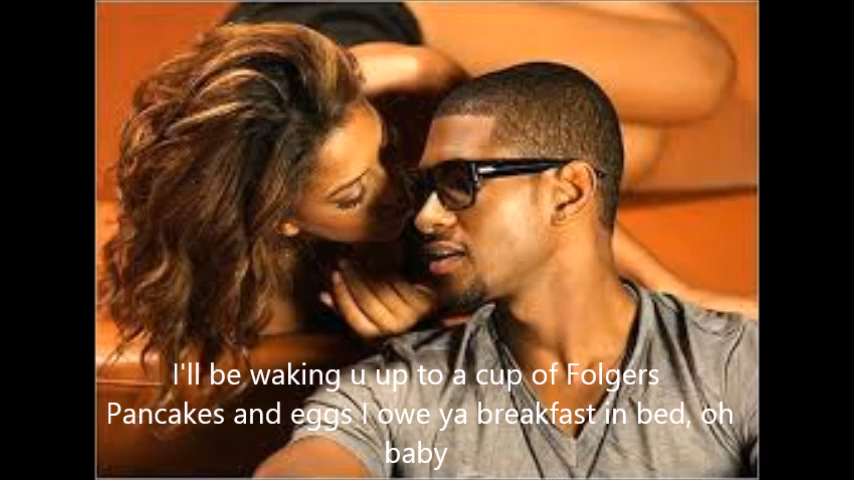 I'll be waking u up to a cup of Folgers
Pancakes and eggs I owe ya breakfast in bed, oh
baby